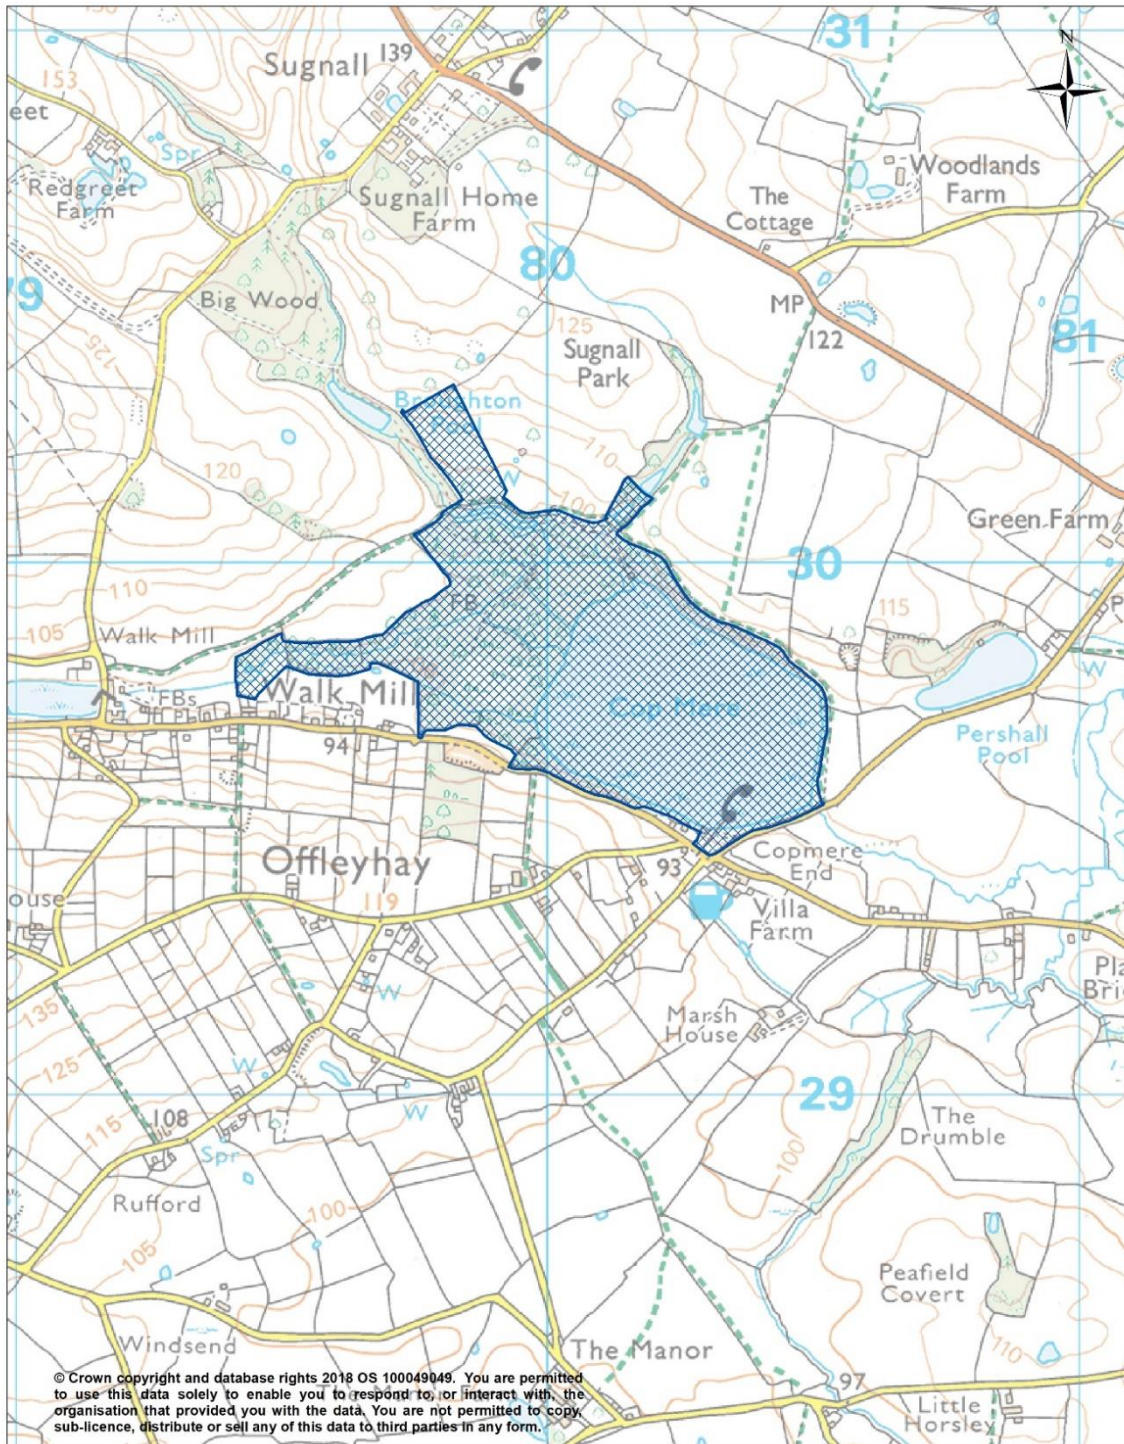 31
N
Sugnall
139
153
eet
Spr
Redgreet
Farm
Sugnall Home
Farm
Woodlands
Farm
The
Cottage
80
79
Big Wood
125
MP
122
81
125
Sugnall
Park
110
W
100
120
Green Farm
30
110
115
105
Walk Mill
FB
W
FBs
Walk Mill
Cop Mere
94
Pershall
Pool
Offleyhay
93
Copmere
End
119
ouse
Villa
Farm
Pla
Bri
W
Marsh
House
135
W
125
29
W
115
108
The
Drumble
Spr
100
Rufford
100
105
Peafield
Covert
Windsend
The Manor
110
97
Little
Horsley
© Crown copyright and database rights 2018 OS 100049049. You are permitted
to use this data solely to enable you to respond to, or interact with, the
organisation that provided you with the data. You are not permitted to copy,
sub-licence, distribute or sell any of this data to third parties in any form.